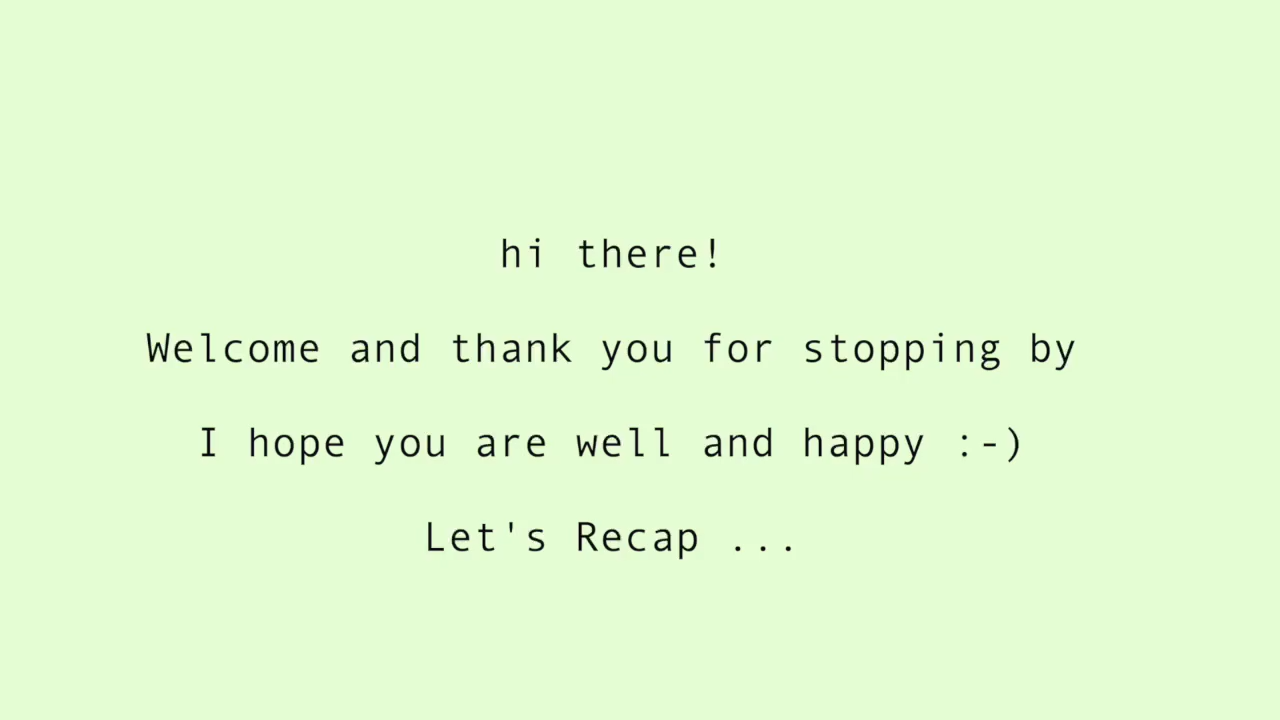 hi there!
Welcome and thank you for stopping by
I hope you are well and happy :-)
Let's Recap ...